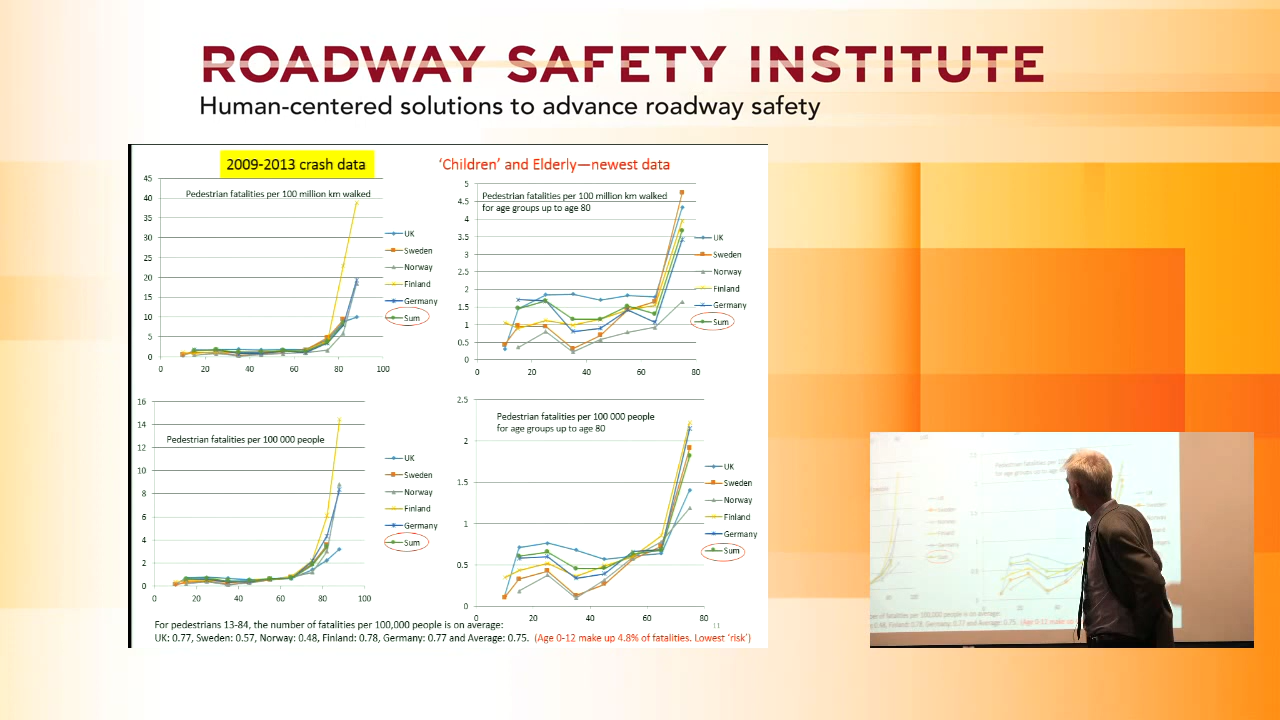 ROADWAY SAFETY INSTITUTE
Human-centered solutions to advance roadway safety
2009-2013 crash data
'Children' and Elderly—newest data
Pedestrian fatalities per 100 million km walked
45
40
35
30
25
20
15
10
5
0
0 20 40 60 80 100
UK
Sweden
Norway
Finland
Germany
Sum
Pedestrian fatalities per 100 million km walked
for age groups up to age 80
5
4.5
4
3.5
3
2.5
2
1.5
1
0.5
0
0 20 40 60 80
UK
Sweden
Norway
Finland
Germany
Sum
Pedestrian fatalities per 100 000 people
16
14
12
10
8
6
4
2
0
0 20 40 60 80 100
UK
Sweden
Norway
Finland
Germany
Sum
Pedestrian fatalities per 100 000 people
for age groups up to age 80
2.5
2
1.5
1
0.5
0
0 20 40 60 80
UK
Sweden
Norway
Finland
Germany
Sum
11
For pedestrians 13-84, the number of fatalities per 100,000 people is on average:
UK: 0.77, Sweden: 0.57, Norway: 0.48, Finland: 0.78, Germany: 0.77 and Average: 0.75. (Age 0-12 make up 4.8% of fatalities. Lowest 'risk')